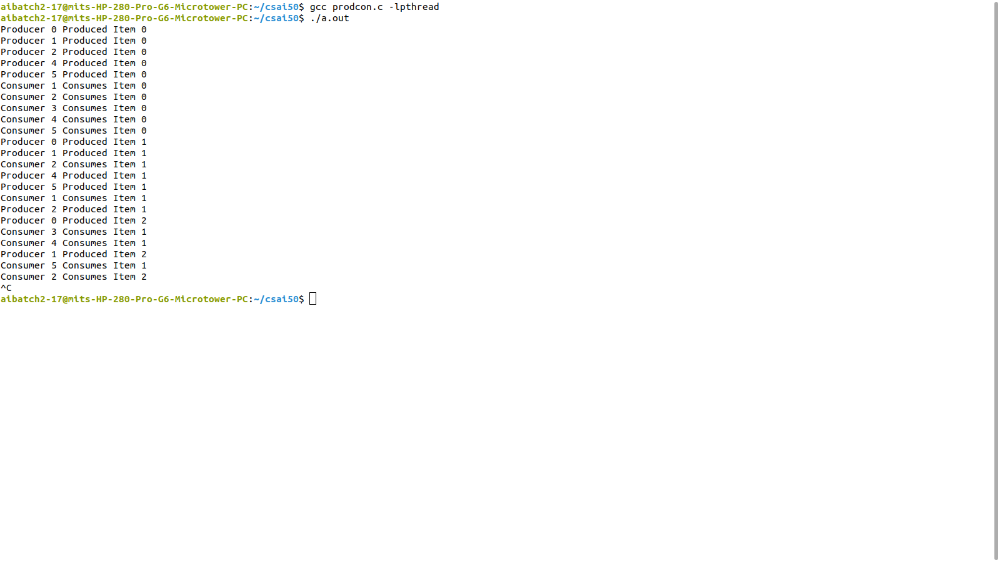 aibatch2-17@mits-HP-280-Pro-G6-Microtower-PC:~/csai50$ gcc prodcon.c -lpthread
aibatch2-17@mits-HP-280-Pro-G6-Microtower-PC:~/csai50$ ./a.out
Producer 0 Produced Item 0
Producer 1 Produced Item 0
Producer 2 Produced Item 0
Producer 4 Produced Item 0
Producer 5 Produced Item 0
Consumer 1 Consumes Item 0
Consumer 2 Consumes Item 0
Consumer 3 Consumes Item 0
Consumer 4 Consumes Item 0
Consumer 5 Consumes Item 0
Producer 0 Produced Item 1
Producer 1 Produced Item 1
Consumer 2 Consumes Item 1
Producer 4 Produced Item 1
Producer 5 Produced Item 1
Consumer 1 Consumes Item 1
Producer 2 Produced Item 1
Producer 0 Produced Item 2
Consumer 3 Consumes Item 1
Consumer 4 Consumes Item 1
Producer 1 Produced Item 2
Consumer 5 Consumes Item 1
Consumer 2 Consumes Item 2
^C
aibatch2-17@mits-HP-280-Pro-G6-Microtower-PC:~/csai50$